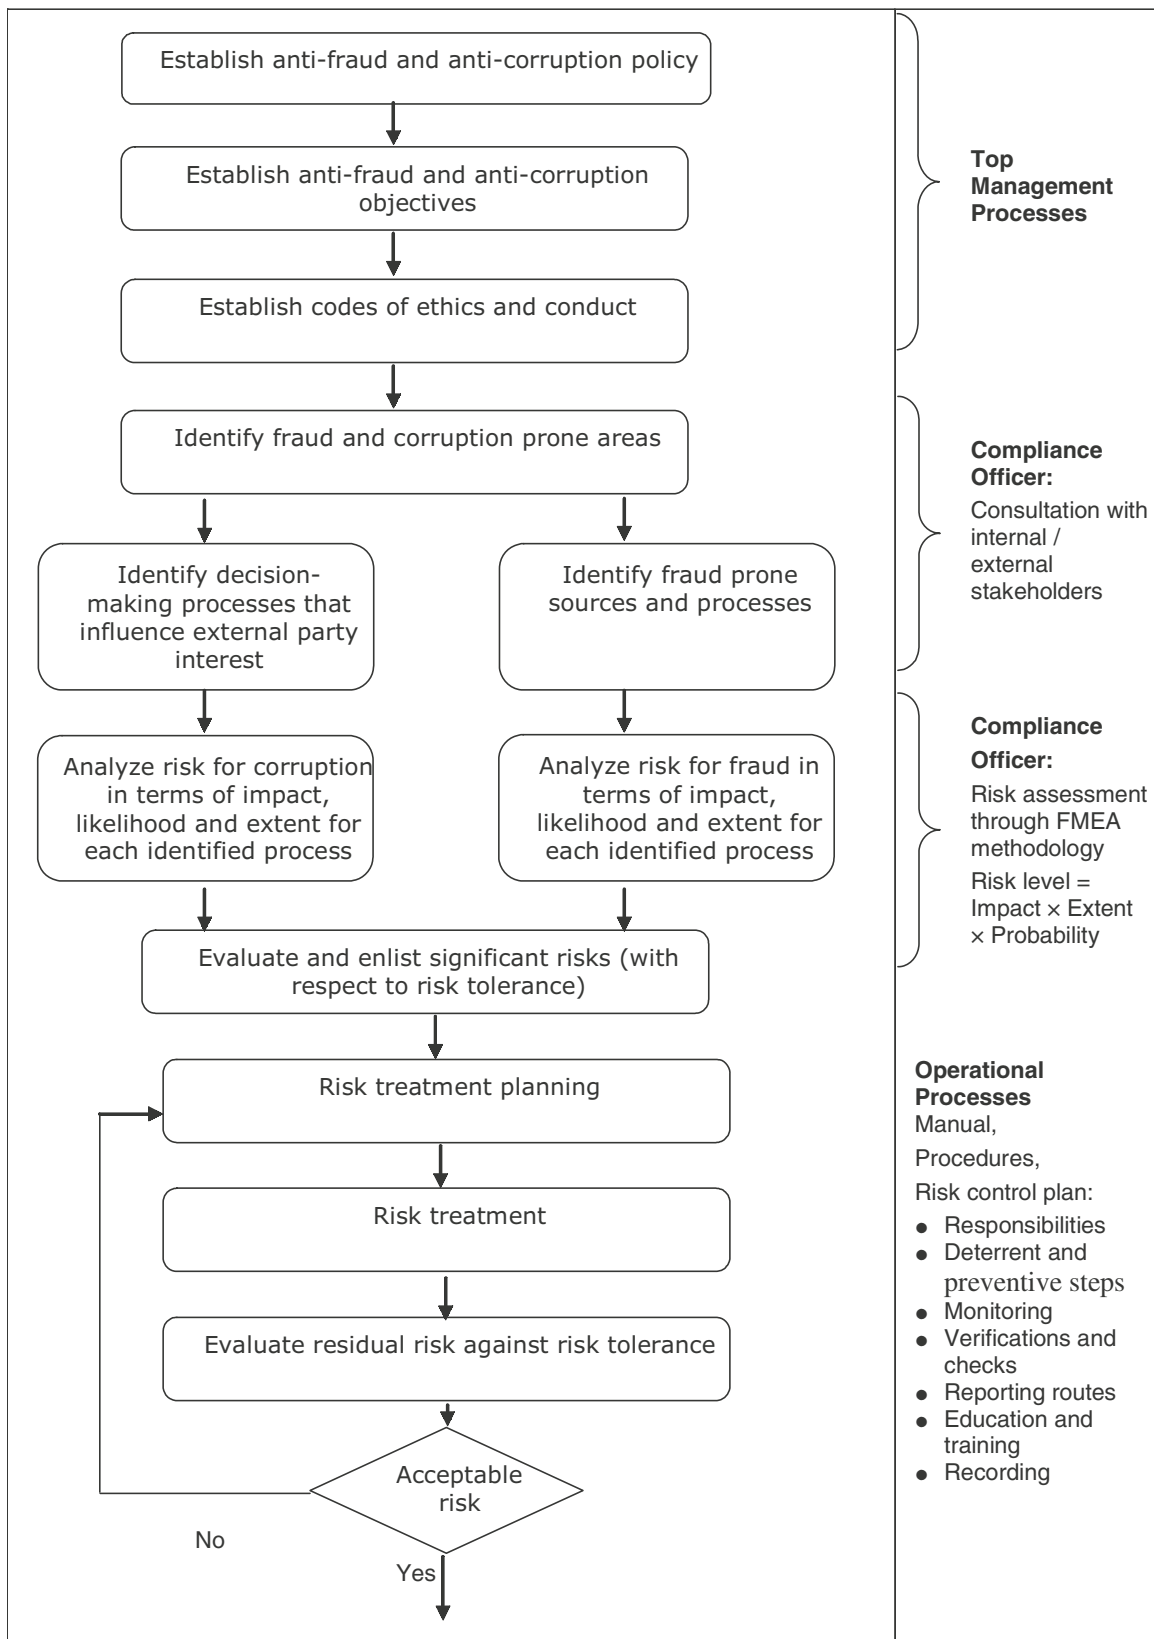 Establish anti-fraud and anti-corruption policy
Establish anti-fraud and anti-corruption
objectives
Establish codes of ethics and conduct
Top
Management
Processes
Identify fraud and corruption prone areas
Identify decision-
making processes that
influence external party
interest
Identify fraud prone
sources and processes
Compliance
Officer:
Consultation with
internal /
external
stakeholders
Analyze risk for corruption
in terms of impact,
likelihood and extent for
each identified process
Analyze risk for fraud in
terms of impact,
likelihood and extent for
each identified process
Evaluate and enlist significant risks (with
respect to risk tolerance)
Compliance
Officer:
Risk assessment
through FMEA
methodology
Risk level =
Impact × Extent
× Probability
Risk treatment planning
Risk treatment
Evaluate residual risk against risk tolerance
Acceptable
risk
No
Yes
Operational
Processes
Manual,
Procedures,
Risk control plan:
● Responsibilities
● Deterrent and
preventive steps
● Monitoring
● Verifications and
checks
● Reporting routes
● Education and
training
● Recording